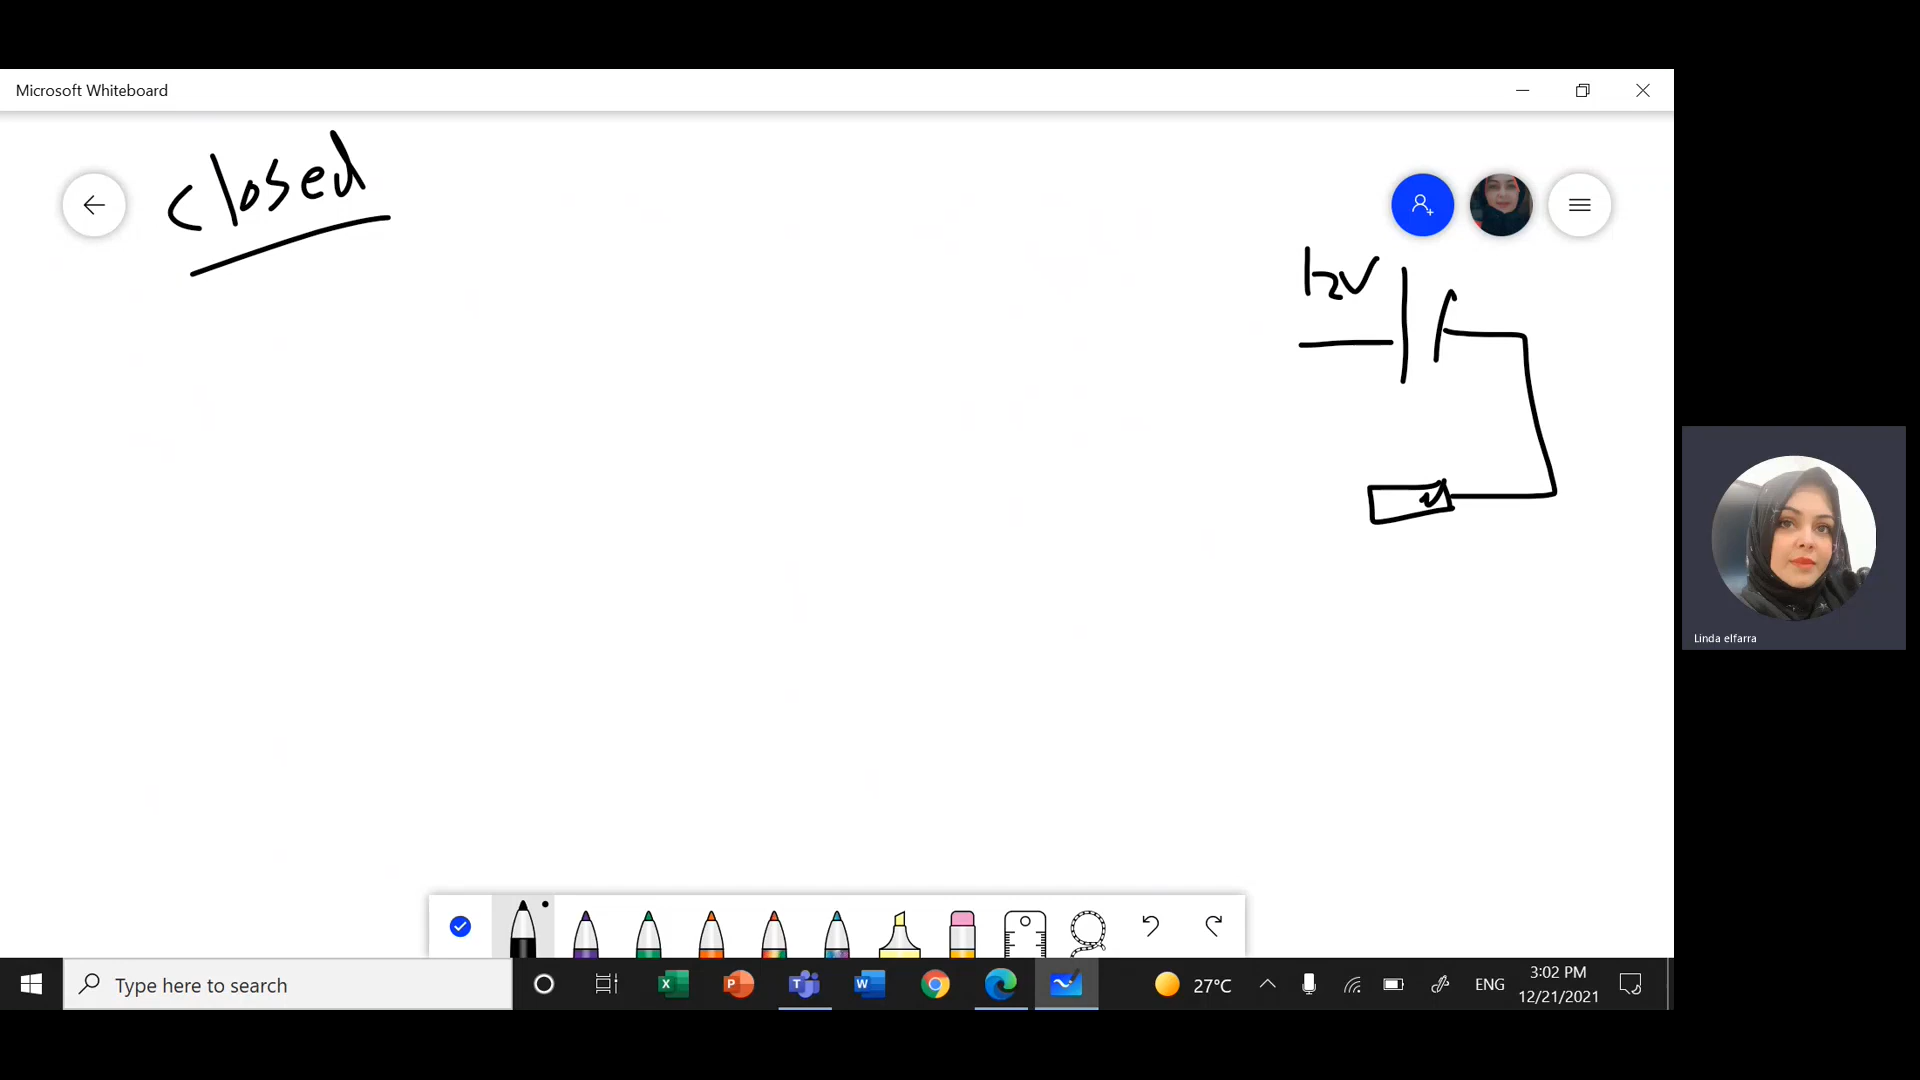 Microsoft Whiteboard
closed
12V
Linda elfarra
Type here to search
27°C
ENG
3:02 PM
12/21/2021